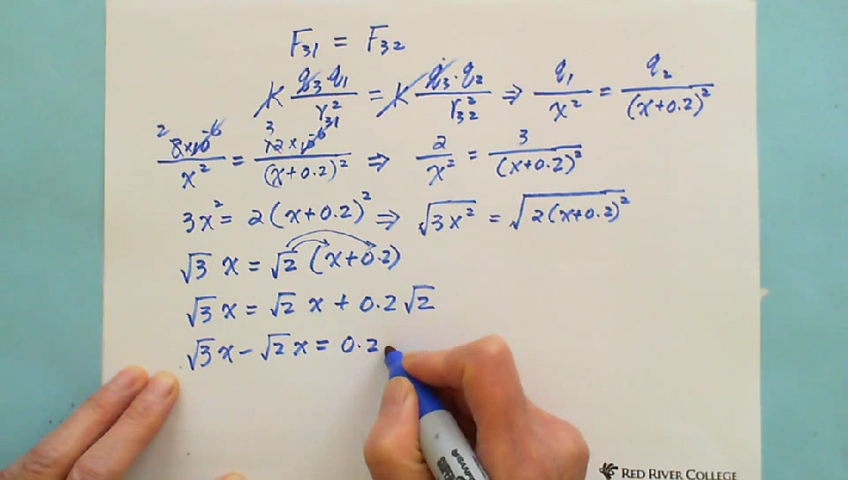 F₃₁ = F₃₂
K q₃q₁/r₃₁² = K q₃·q₂/r₃₂² ⇒ q₁/x² = q₂/(x+0.2)²
2 8×10⁻⁶/x² = 3 12×10⁻⁶/(x+0.2)² ⇒ 2/x² = 3/(x+0.2)²
3x² = 2(x+0.2)² ⇒ √3x² = √2(x+0.2)²
√3 x = √2 (x+0.2)
√3 x = √2 x + 0.2√2
√3 x - √2 x = 0.2
RED RIVER COLLEGE